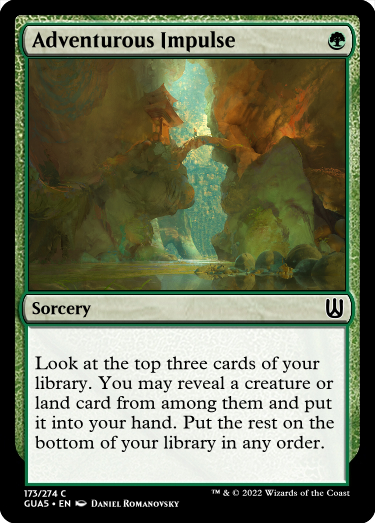 Adventurous Impulse
Sorcery
Look at the top three cards of your
library. You may reveal a creature or
land card from among them and put
it into your hand. Put the rest on the
bottom of your library in any order.
173/274 C
GUA5 • EN Daniel Romanovsky
™ & © 2022 Wizards of the Coast